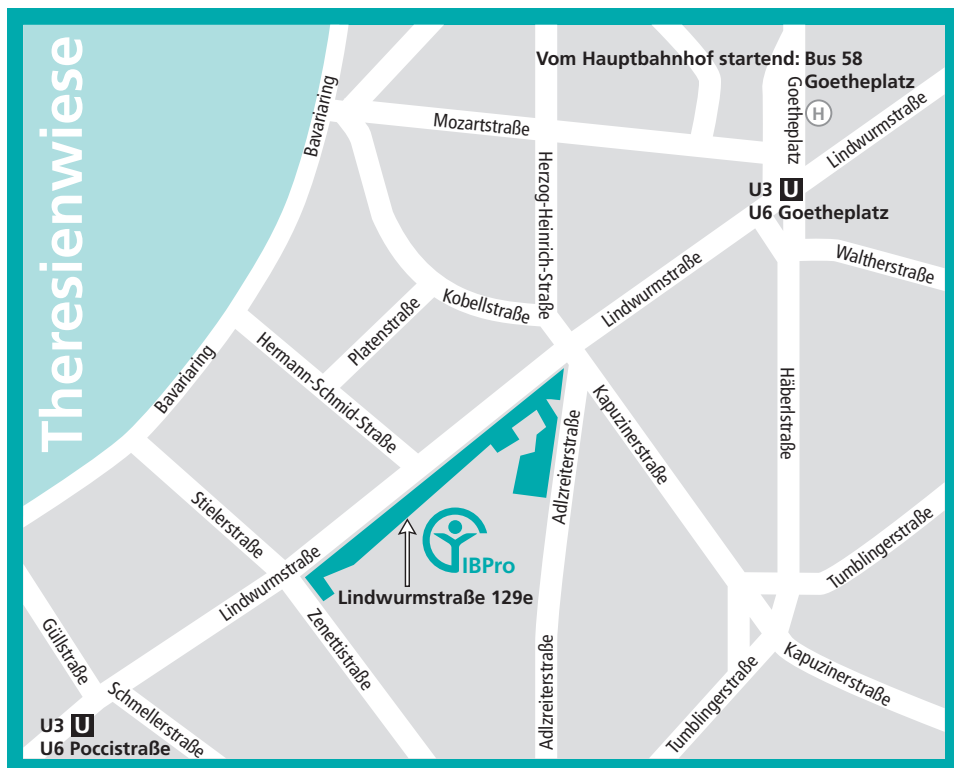 Theresienwiese
Vom Hauptbahnhof startend: Bus 58
Goetheplatz
H
Goetheplatz
Lindwurmstraße
Bavariaring
Mozartstraße
Herzog-Heinrich-Straße
U3 U
U6 Goetheplatz
Waltherstraße
Lindwurmstraße
Kobellstraße
Platenstraße
Hermann-Schmid-Straße
Bavariaring
Häberlstraße
Kapuzinerstraße
Adlzreiterstraße
Stielerstraße
IBPro
Lindwurmstraße 129e
Lindwurmstraße
Tumblingerstraße
Zenettistraße
Güllstraße
Schmellerstraße
Adlzreiterstraße
Tumblingerstraße
Kapuzinerstraße
U3 U
U6 Poccistraße